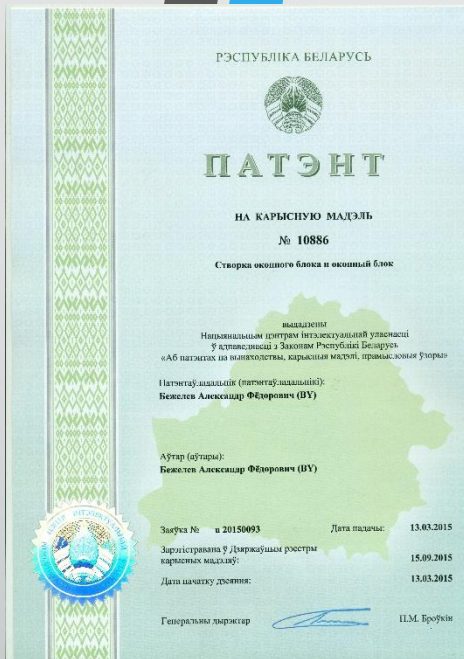 РЭСПУБЛІКА БЕЛАРУСЬ
ПАТЭНТ
НА КАРЫСНУЮ МАДЭЛЬ
№ 10886
Створка оконного блока и оконный блок
выдадзены
Нацыянальным цэнтрам інтэлектуальнай уласнасці
ў адпаведнасці з Законам Рэспублікі Беларусь
«Аб патэнтах на вынаходствы, карысныя мадэлі, прамысловыя ўзоры»
Патэнтаўладальнік (патэнтаўладальнікі):
Бежелев Александр Фёдорович (BY)
Аўтар (аўтары):
Бежелев Александр Фёдорович (BY)
Заяўка № u 20150093 Дата падачы: 13.03.2015
Зарэгістравана ў Дзяржаўным рэестры
карысных мадэляў: 15.09.2015
Дата пачатку дзеяння: 13.03.2015
Генеральны дырэктар П.М. Броўкін